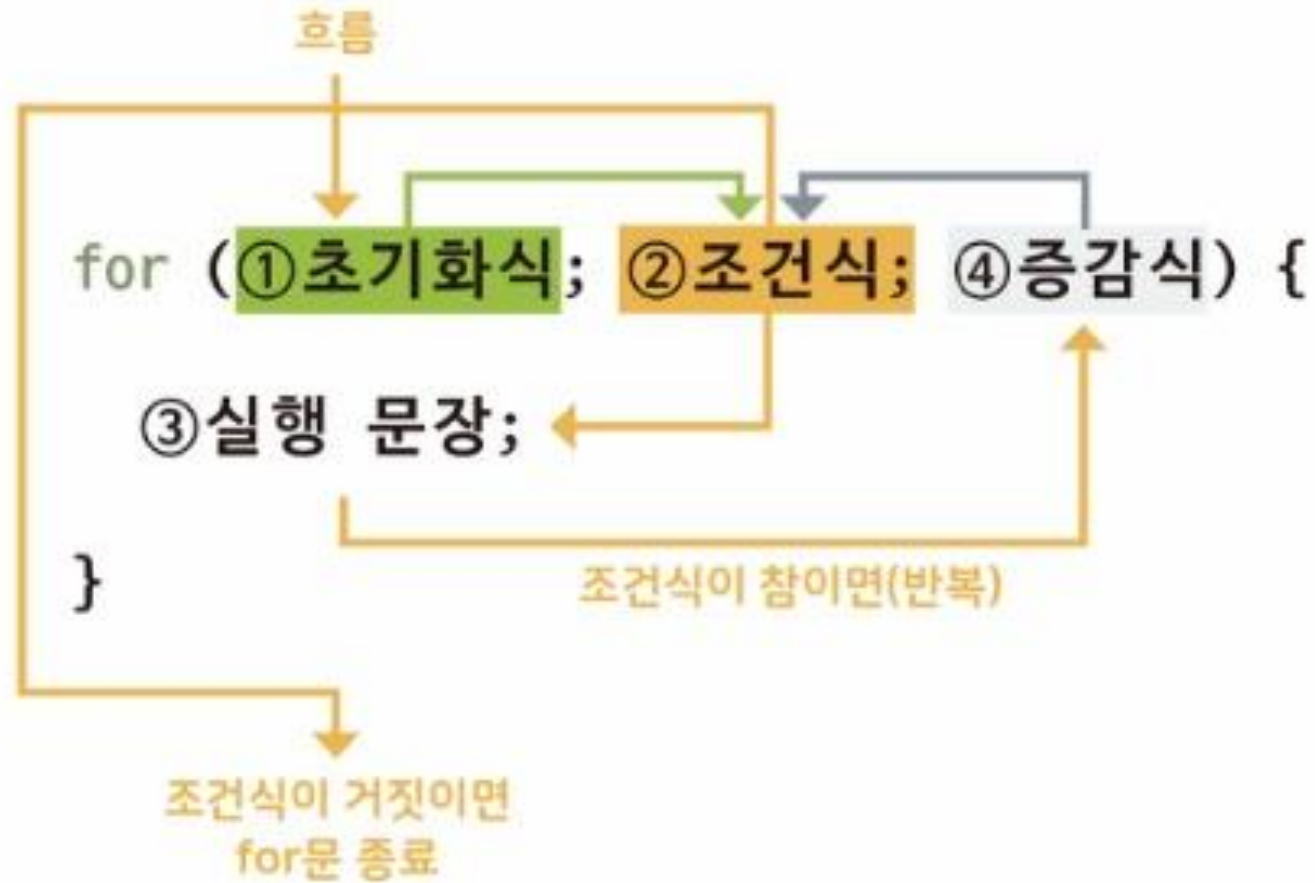 흐름
for (①초기화식; ②조건식; ④증감식) {
③실행 문장;
}
조건식이 참이면(반복)
조건식이 거짓이면
for문 종료